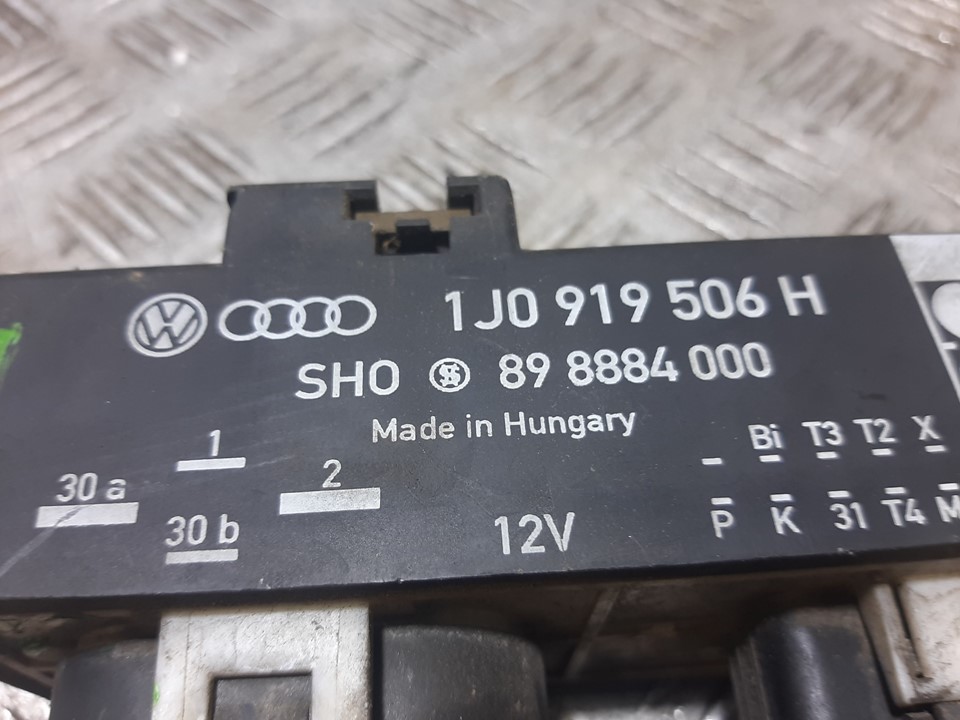 1J0 919 506 H
SHO 89 8884 000
Made in Hungary
1
2
30 a
30 b
12V
- Bi T3 T2 X
P K 31 T4 M